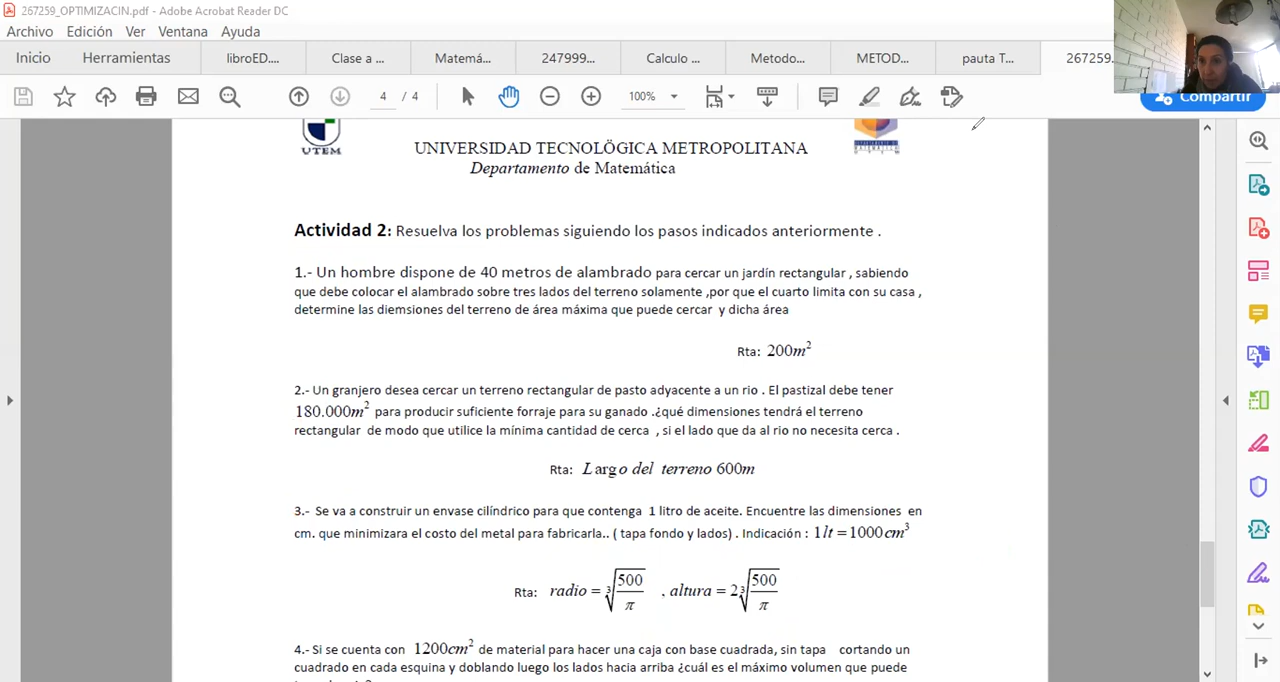 267259_OPTIMIZACIN.pdf - Adobe Acrobat Reader DC
Archivo Edición Ver Ventana Ayuda
Inicio Herramientas libroED.... Clase a ... Matemá... 247999... Calculo ... Metodo... METOD... pauta T... 267259...
4 / 4 100% Compartir
UTEM
UNIVERSIDAD TECNOLÖGICA METROPOLITANA
Departamento de Matemática
Actividad 2: Resuelva los problemas siguiendo los pasos indicados anteriormente .
1.- Un hombre dispone de 40 metros de alambrado para cercar un jardín rectangular , sabiendo
que debe colocar el alambrado sobre tres lados del terreno solamente ,por que el cuarto limita con su casa ,
determine las diemsiones del terreno de área máxima que puede cercar y dicha área
Rta: 200m²
2.- Un granjero desea cercar un terreno rectangular de pasto adyacente a un rio . El pastizal debe tener
180.000m² para producir suficiente forraje para su ganado .¿qué dimensiones tendrá el terreno
rectangular de modo que utilice la mínima cantidad de cerca , si el lado que da al rio no necesita cerca .
Rta: Largo del terreno 600m
3.- Se va a construir un envase cilíndrico para que contenga 1 litro de aceite. Encuentre las dimensiones en
cm. que minimizara el costo del metal para fabricarla.. ( tapa fondo y lados) . Indicación : 1lt = 1000cm³
Rta: radio = ∛(500/π) , altura = 2∛(500/π)
4.- Si se cuenta con 1200cm² de material para hacer una caja con base cuadrada, sin tapa cortando un
cuadrado en cada esquina y doblando luego los lados hacia arriba ¿cuál es el máximo volumen que puede